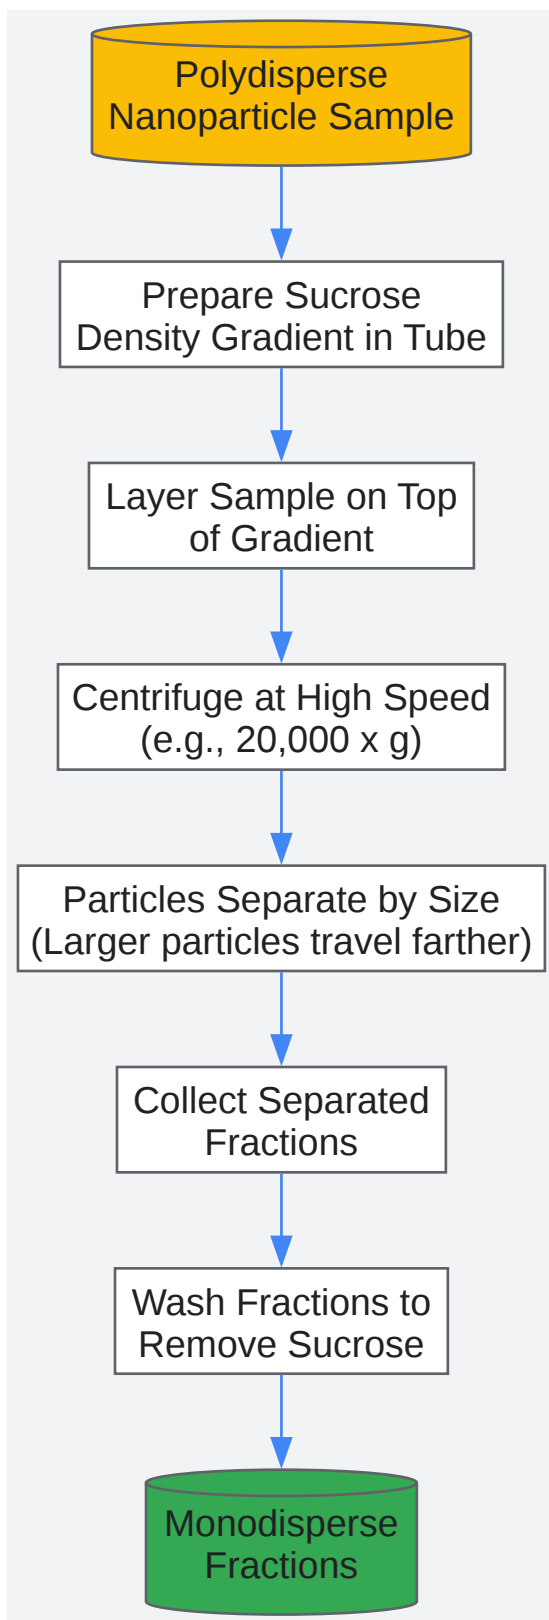 Polydisperse
Nanoparticle Sample
Prepare Sucrose
Density Gradient in Tube
Layer Sample on Top
of Gradient
Centrifuge at High Speed
(e.g., 20,000 x g)
Particles Separate by Size
(Larger particles travel farther)
Collect Separated
Fractions
Wash Fractions to
Remove Sucrose
Monodisperse
Fractions